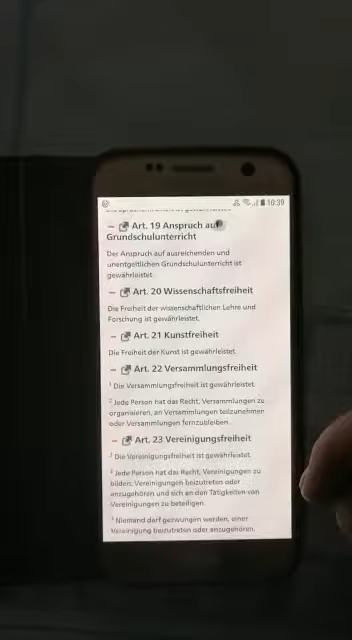 10:39
– Art. 19 Anspruch auf
Grundschulunterricht
Der Anspruch auf ausreichenden und
unentgeltlichen Grundschulunterricht ist
gewährleistet.
– Art. 20 Wissenschaftsfreiheit
Die Freiheit der wissenschaftlichen Lehre und
Forschung ist gewährleistet.
– Art. 21 Kunstfreiheit
Die Freiheit der Kunst ist gewährleistet.
– Art. 22 Versammlungsfreiheit
¹ Die Versammlungsfreiheit ist gewährleistet.
² Jede Person hat das Recht, Versammlungen zu
organisieren, an Versammlungen teilzunehmen
oder Versammlungen fernzubleiben.
– Art. 23 Vereinigungsfreiheit
¹ Die Vereinigungsfreiheit ist gewährleistet.
² Jede Person hat das Recht, Vereinigungen zu
bilden, Vereinigungen beizutreten oder
anzugehören und sich an den Tätigkeiten von
Vereinigungen zu beteiligen.
³ Niemand darf gezwungen werden, einer
Vereinigung beizutreten oder anzugehören.